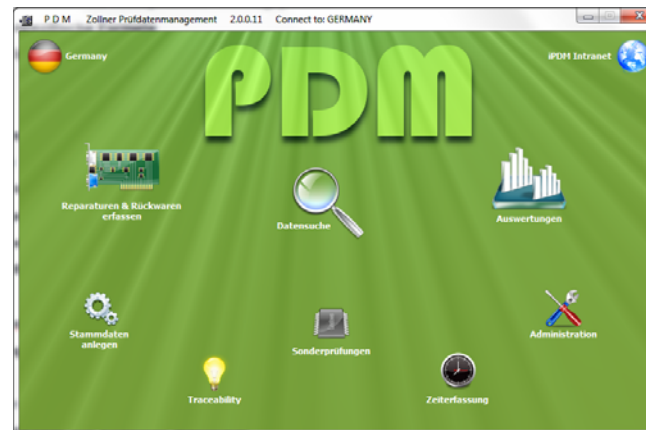 P D M Zollner Prüfdatenmanagement 2.0.0.11 Connect to: GERMANY
Germany
iPDM Intranet
PDM
Reparaturen & Rückwaren
erfassen
Datensuche
Auswertungen
Stammdaten
anlegen
Sonderprüfungen
Administration
Traceability
Zeiterfassung